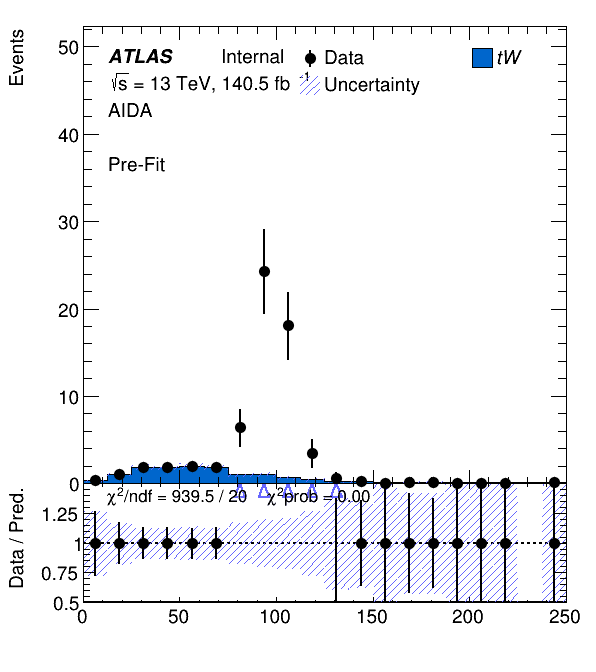 Events
50
40
30
20
10
0
ATLAS Internal
√s = 13 TeV, 140.5 fb⁻¹
AIDA
Pre-Fit
Data
Uncertainty
tW
χ²/ndf = 939.5 / 20 χ²prob = 0.00
Data / Pred.
1.25
1
0.75
0.5
0 50 100 150 200 250